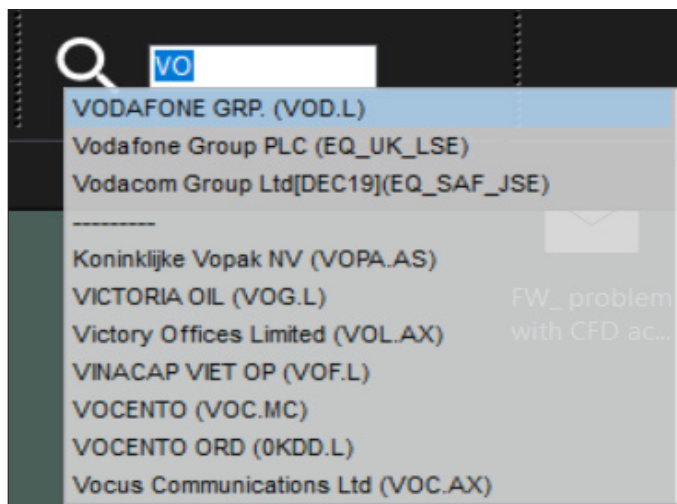 VO
VODAFONE GRP. (VOD.L)
Vodafone Group PLC (EQ_UK_LSE)
Vodacom Group Ltd[DEC19](EQ_SAF_JSE)
---------
Koninklijke Vopak NV (VOPA.AS)
VICTORIA OIL (VOG.L)
Victory Offices Limited (VOL.AX)
VINACAP VIET OP (VOF.L)
VOCENTO (VOC.MC)
VOCENTO ORD (0KDD.L)
Vocus Communications Ltd (VOC.AX)
FW_ problem
with CFD ac...